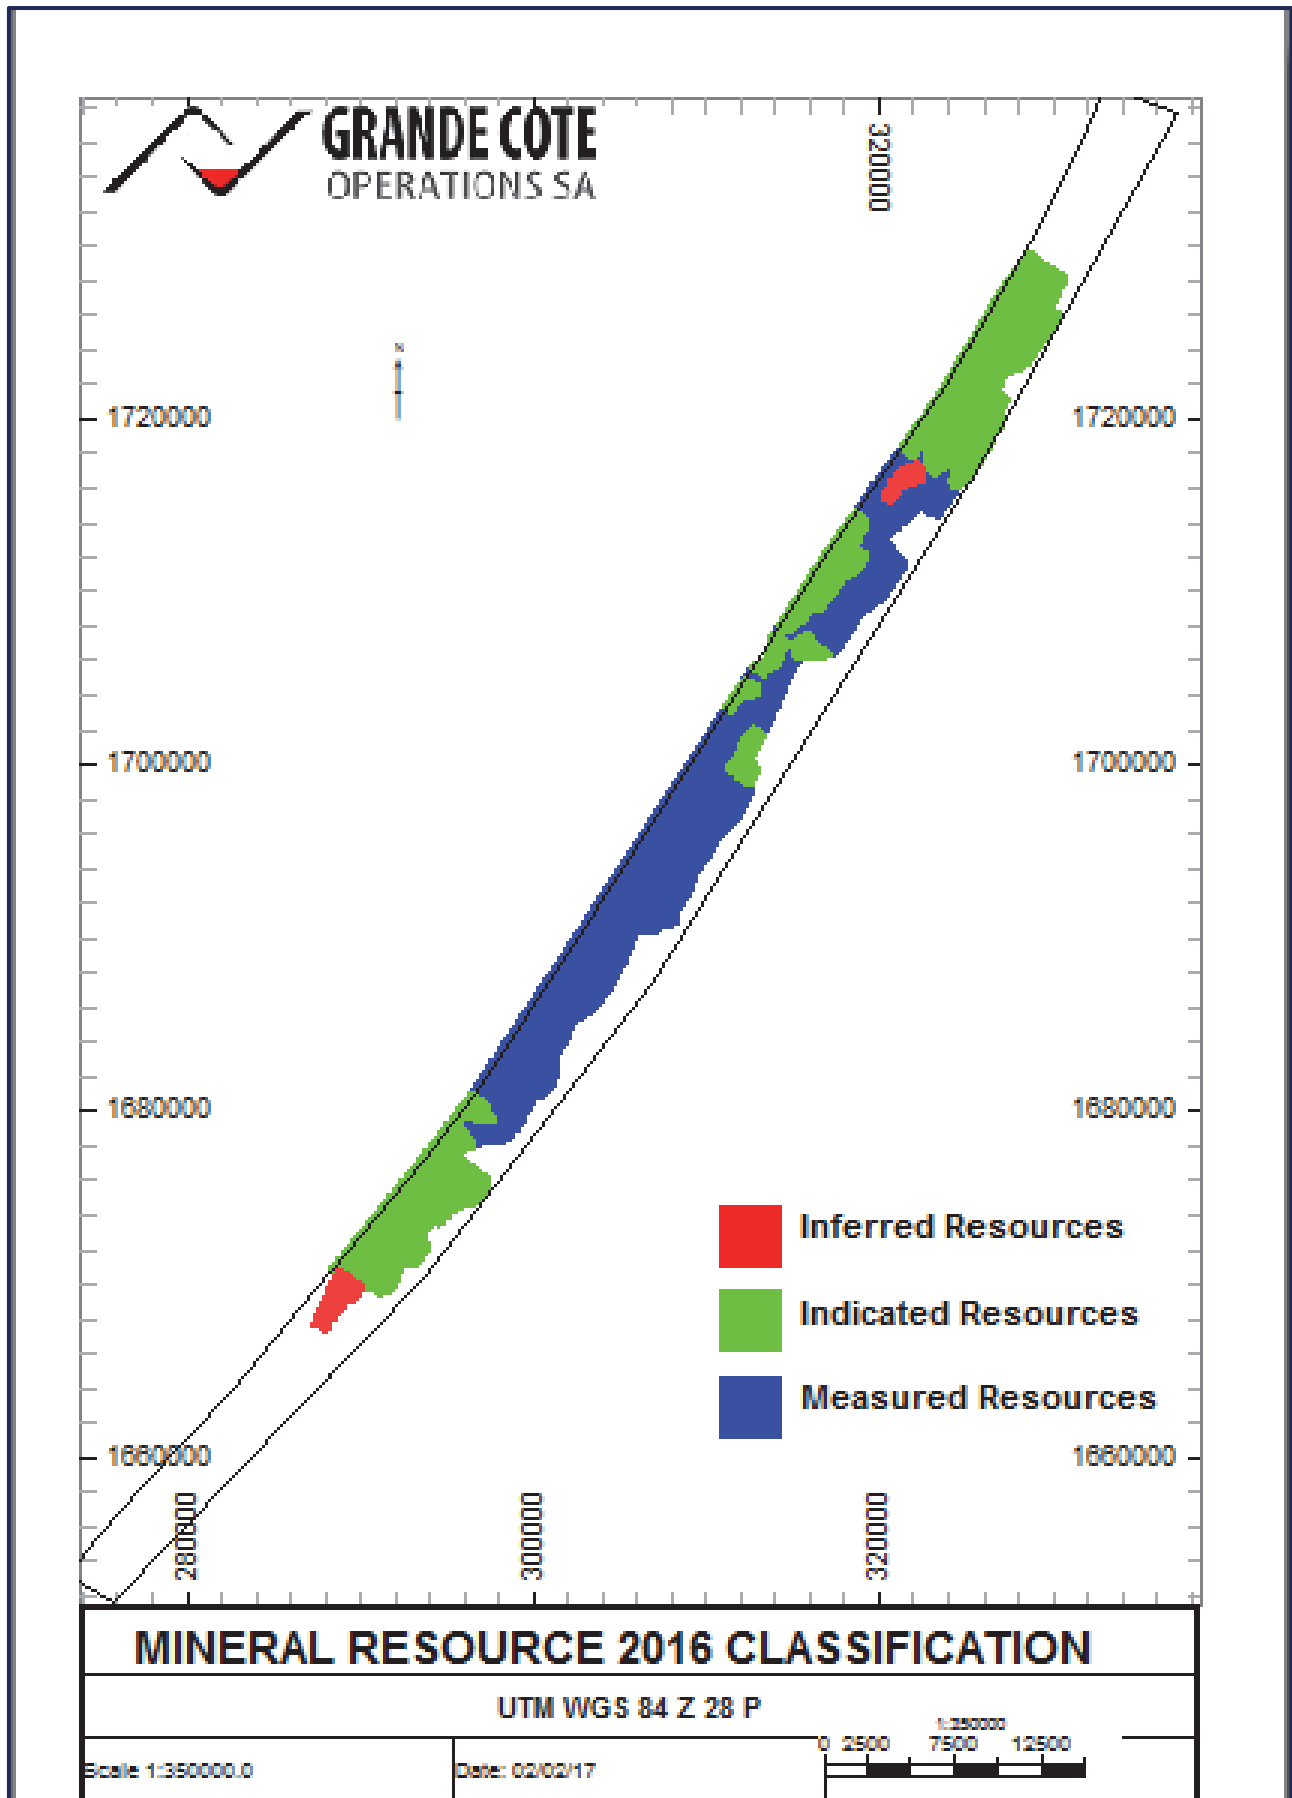 GRANDE COTE
OPERATIONS SA
320000
N
1720000 1720000
1700000 1700000
1680000 1680000
Inferred Resources
Indicated Resources
Measured Resources
1660000 1660000
280000 300000 320000
MINERAL RESOURCE 2016 CLASSIFICATION
UTM WGS 84 Z 28 P
1:350000
0 2500 7500 12500
Scale 1:350000.0 Date: 02/02/17